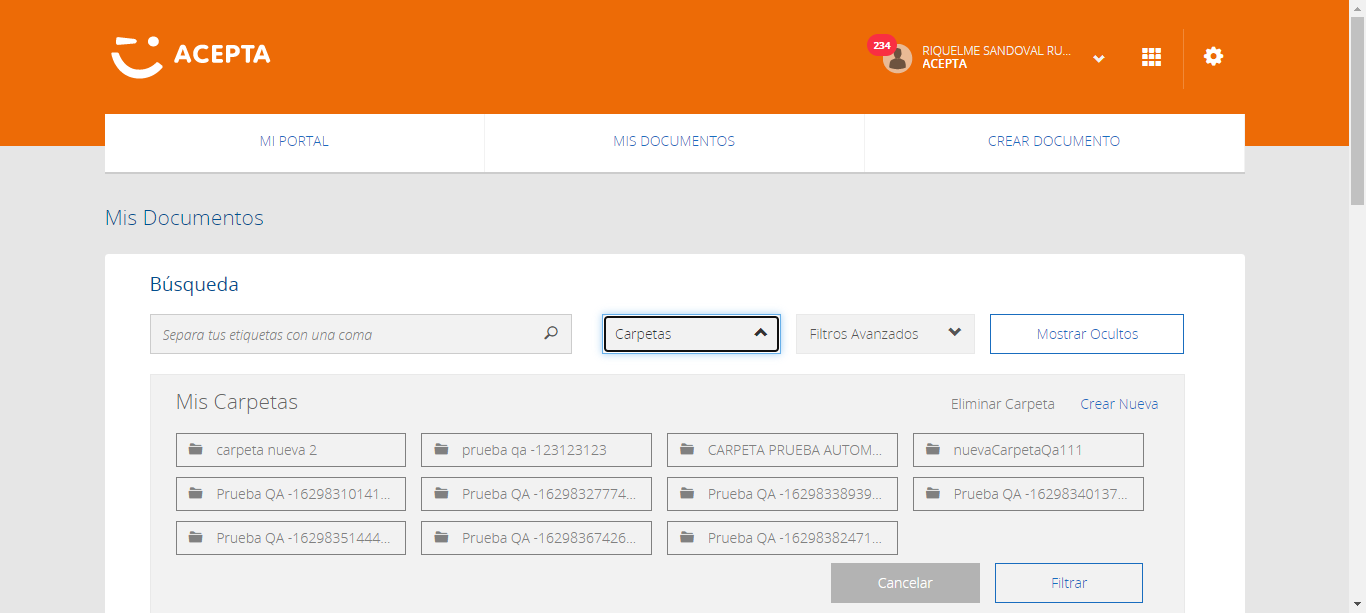 ACEPTA
234
RIQUELME SANDOVAL RU...
ACEPTA
MI PORTAL
MIS DOCUMENTOS
CREAR DOCUMENTO
Mis Documentos
Búsqueda
Separa tus etiquetas con una coma
Carpetas
Filtros Avanzados
Mostrar Ocultos
Mis Carpetas
Eliminar Carpeta
Crear Nueva
carpeta nueva 2
prueba qa -123123123
CARPETA PRUEBA AUTOM...
nuevaCarpetaQa111
Prueba QA -16298310141...
Prueba QA -16298327774...
Prueba QA -16298338939...
Prueba QA -16298340137...
Prueba QA -16298351444...
Prueba QA -16298367426...
Prueba QA -16298382471...
Cancelar
Filtrar